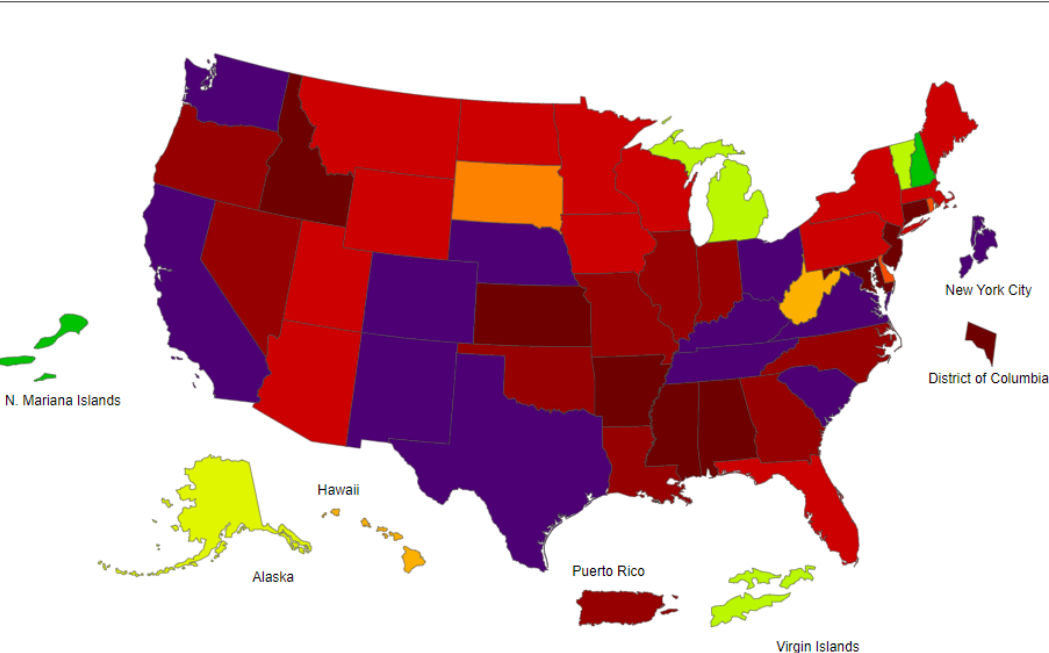 New York City
District of Columbia
N. Mariana Islands
Hawaii
Alaska
Puerto Rico
Virgin Islands